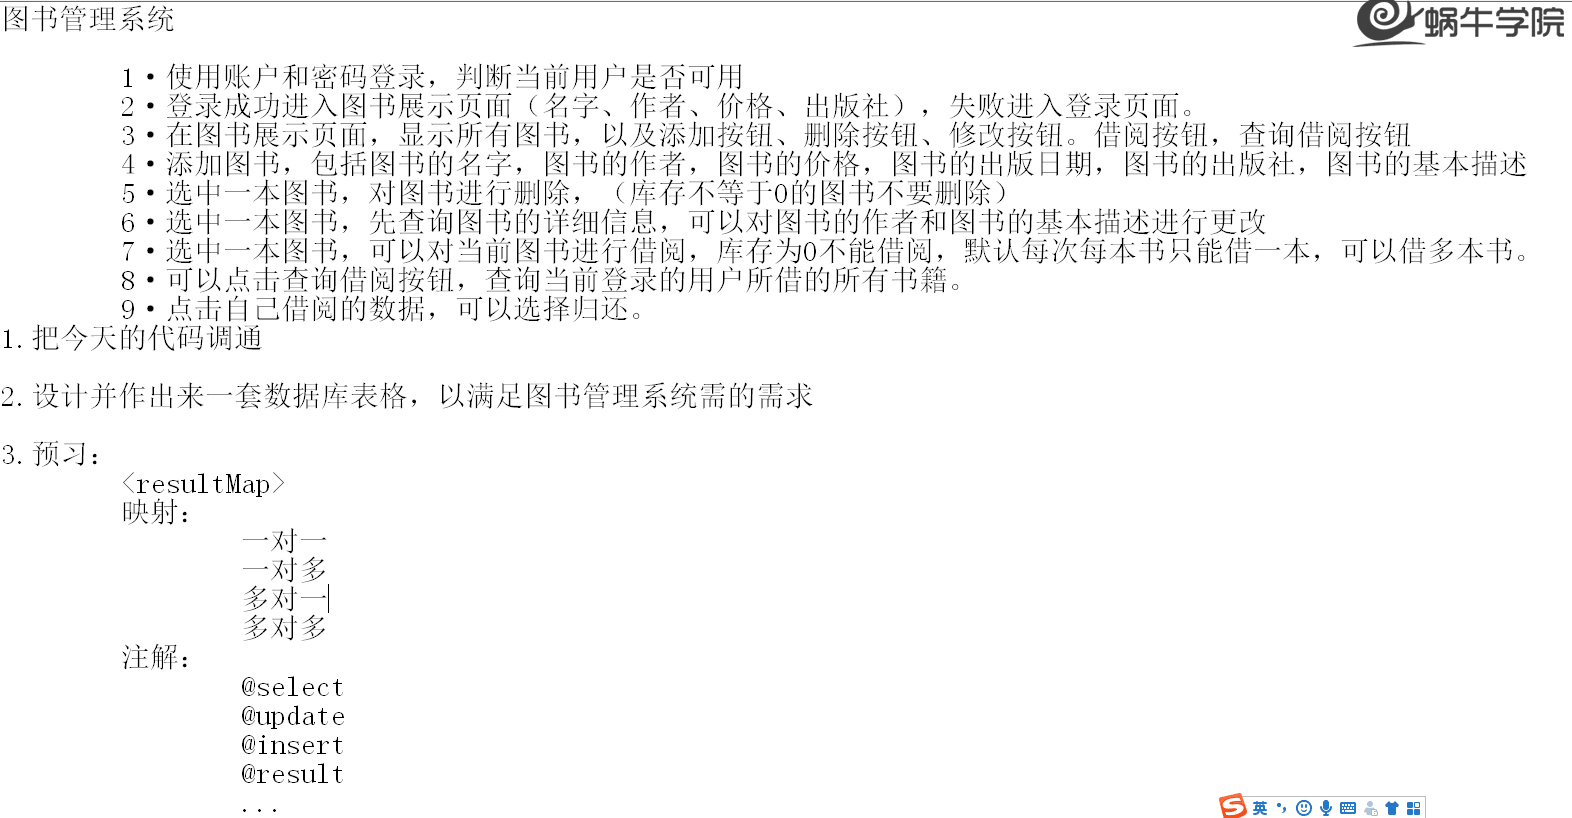 图书管理系统
蜗牛学院
1·使用账户和密码登录，判断当前用户是否可用
2·登录成功进入图书展示页面（名字、作者、价格、出版社），失败进入登录页面。
3·在图书展示页面，显示所有图书，以及添加按钮、删除按钮、修改按钮。借阅按钮，查询借阅按钮
4·添加图书，包括图书的名字，图书的作者，图书的价格，图书的出版日期，图书的出版社，图书的基本描述
5·选中一本图书，对图书进行删除，（库存不等于0的图书不要删除）
6·选中一本图书，先查询图书的详细信息，可以对图书的作者和图书的基本描述进行更改
7·选中一本图书，可以对当前图书进行借阅，库存为0不能借阅，默认每次每本书只能借一本，可以借多本书。
8·可以点击查询借阅按钮，查询当前登录的用户所借的所有书籍。
9·点击自己借阅的数据，可以选择归还。
1.把今天的代码调通
2.设计并作出来一套数据库表格，以满足图书管理系统需的需求
3.预习：
<resultMap>
映射：
一对一
一对多
多对一
多对多
注解：
@select
@update
@insert
@result
...
S 英